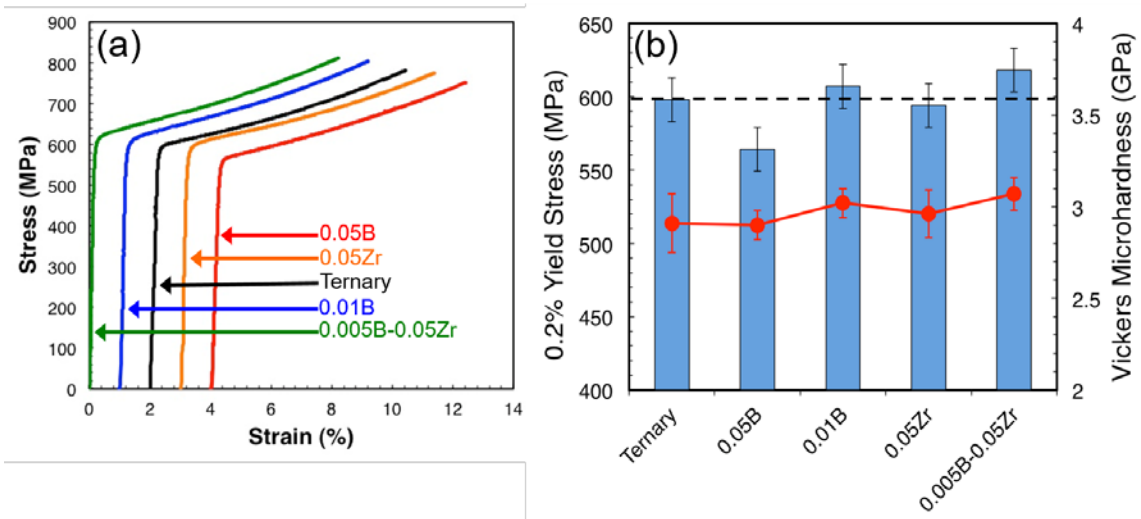 (a)
900
800
700
600
500
400
300
200
100
0
Stress (MPa)
0.05B
0.05Zr
Ternary
0.01B
0.005B-0.05Zr
0 2 4 6 8 10 12 14
Strain (%)
(b)
650
600
550
500
450
400
0.2% Yield Stress (MPa)
4
3.5
3
2.5
2
Vickers Microhardness (GPa)
Ternary
0.05B
0.01B
0.05Zr
0.005B-0.05Zr